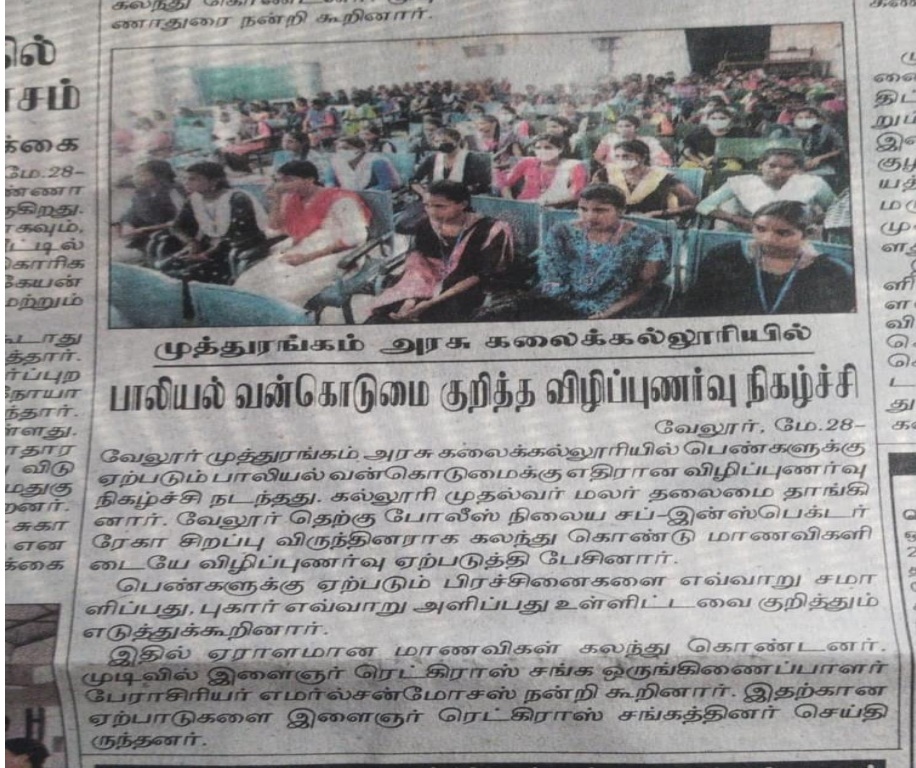 ணாதுரை நன்றி கூறினார்.
முத்துரங்கம் அரசு கலைக்கல்லூரியில்
பாலியல் வன்கொடுமை குறித்த விழிப்புணர்வு நிகழ்ச்சி
வேலூர், மே.28-
வேலூர் முத்துரங்கம் அரசு கலைக்கல்லூரியில் பெண்களுக்கு
ஏற்படும் பாலியல் வன்கொடுமைக்கு எதிரான விழிப்புணர்வு
நிகழ்ச்சி நடந்தது. கல்லூரி முதல்வர் மலர் தலைமை தாங்கி
னார். வேலூர் தெற்கு போலீஸ் நிலைய சப்-இன்ஸ்பெக்டர்
ரேகா சிறப்பு விருந்தினராக கலந்து கொண்டு மாணவிகளி
டையே விழிப்புணர்வு ஏற்படுத்தி பேசினார்.
பெண்களுக்கு ஏற்படும் பிரச்சினைகளை எவ்வாறு சமா
ளிப்பது, புகார் எவ்வாறு அளிப்பது உள்ளிட்டவை குறித்தும்
எடுத்துக்கூறினார்.
இதில் ஏராளமான மாணவிகள் கலந்து கொண்டனர்.
முடிவில் இளைஞர் ரெட்கிராஸ் சங்க ஒருங்கிணைப்பாளர்
பேராசிரியர் எமர்ல்சன்மோசஸ் நன்றி கூறினார். இதற்கான
ஏற்பாடுகளை இளைஞர் ரெட்கிராஸ் சங்கத்தினர் செய்தி
ருந்தனர்.